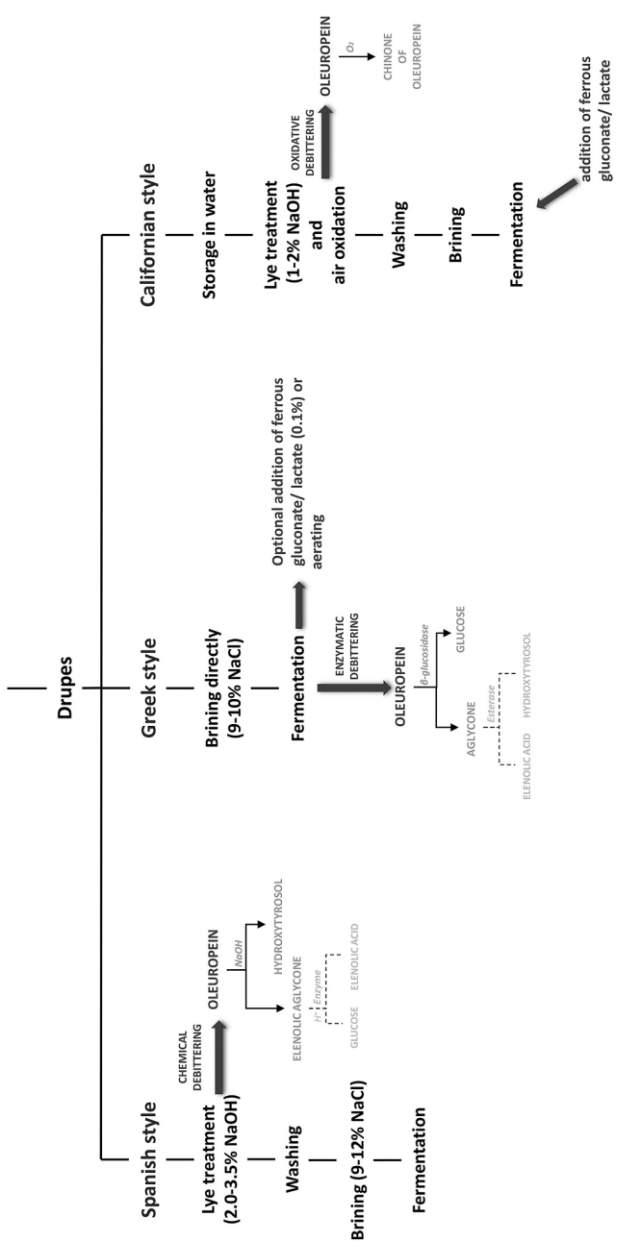 Drupes
Spanish style
Lye treatment
(2.0-3.5% NaOH)
CHEMICAL
DEBITTERING
OLEUROPEIN
NaOH
ELENOLIC AGLYCONE
HYDROXYTYROSOL
H⁺ Enzyme
GLUCOSE
ELENOLIC ACID
Washing
Brining (9-12% NaCl)
Fermentation
Greek style
Brining directly
(9-10% NaCl)
Fermentation
Optional addition of ferrous
gluconate/ lactate (0.1%) or
aerating
ENZYMATIC
DEBITTERING
OLEUROPEIN
β-glucosidase
AGLYCONE
GLUCOSE
Esterase
ELENOLIC ACID
HYDROXYTYROSOL
Californian style
Storage in water
Lye treatment
(1-2% NaOH)
and
air oxidation
OXIDATIVE
DEBITTERING
OLEUROPEIN
O₂
CHINONE
OF
OLEUROPEIN
Washing
Brining
Fermentation
addition of ferrous
gluconate/ lactate